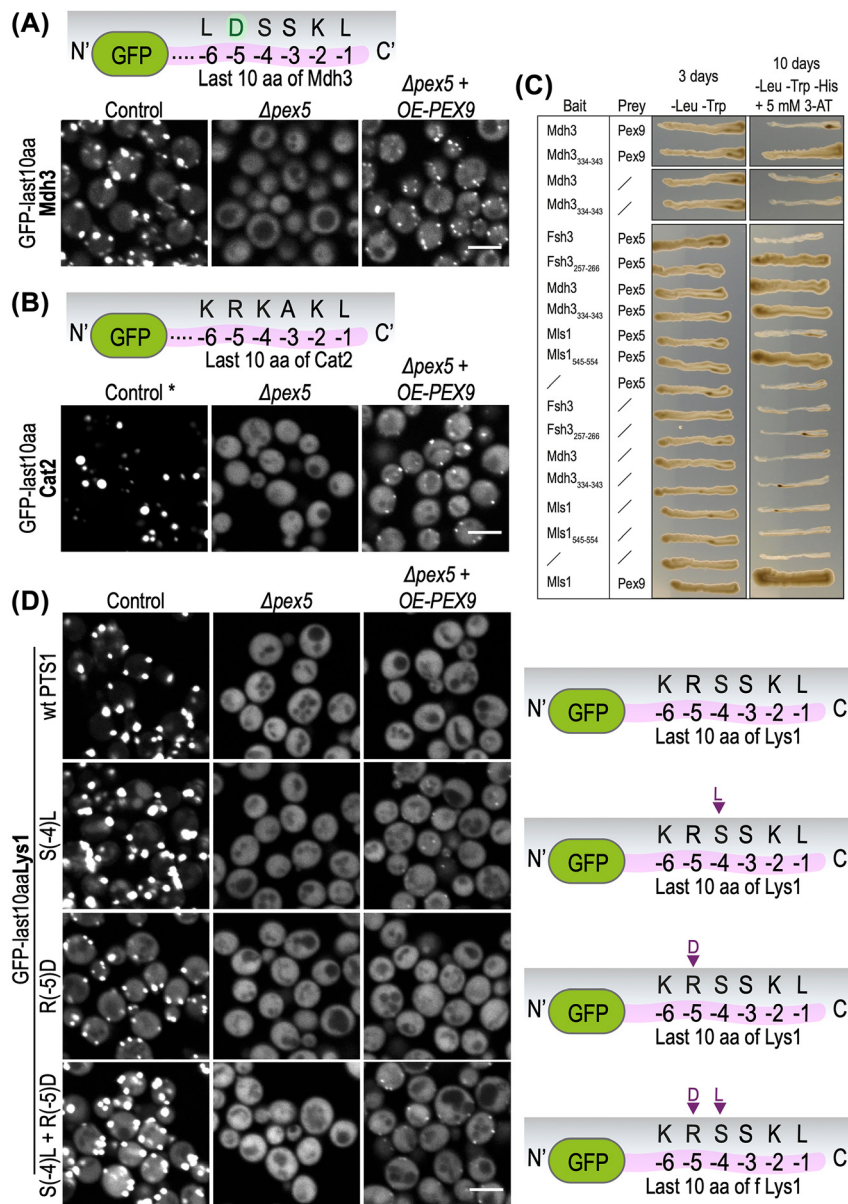 (A)
L D S S K L
N' GFP .... -6 -5 -4 -3 -2 -1 C'
Last 10 aa of Mdh3
Control Δpex5 Δpex5 + OE-PEX9
GFP-last10aa
Mdh3
(B)
K R K A K L
N' GFP .... -6 -5 -4 -3 -2 -1 C'
Last 10 aa of Cat2
Control * Δpex5 Δpex5 + OE-PEX9
GFP-last10aa
Cat2
(C)
3 days 10 days
-Leu -Trp -Leu -Trp -His + 5 mM 3-AT
Bait Prey
Mdh3 Pex9
Mdh3334-343 Pex9
Mdh3 /
Mdh3334-343 /
Fsh3 Pex5
Fsh3257-266 Pex5
Mdh3 Pex5
Mdh3334-343 Pex5
Mls1 Pex5
Mls1545-554 Pex5
/ Pex5
Fsh3 /
Fsh3257-266 /
Mdh3 /
Mdh3334-343 /
Mls1 /
Mls1545-554 /
/ /
Mls1 Pex9
(D)
Control Δpex5 Δpex5 + OE-PEX9
GFP-last10aaLys1
wt PTS1
S(-4)L
R(-5)D
S(-4)L + R(-5)D
K R S S K L
N' GFP -6 -5 -4 -3 -2 -1 C
Last 10 aa of Lys1
L
K R S S K L
N' GFP -6 -5 -4 -3 -2 -1 C
Last 10 aa of Lys1
D
K R S S K L
N' GFP -6 -5 -4 -3 -2 -1 C
Last 10 aa of Lys1
D L
K R S S K L
N' GFP -6 -5 -4 -3 -2 -1 C
Last 10 aa of f Lys1